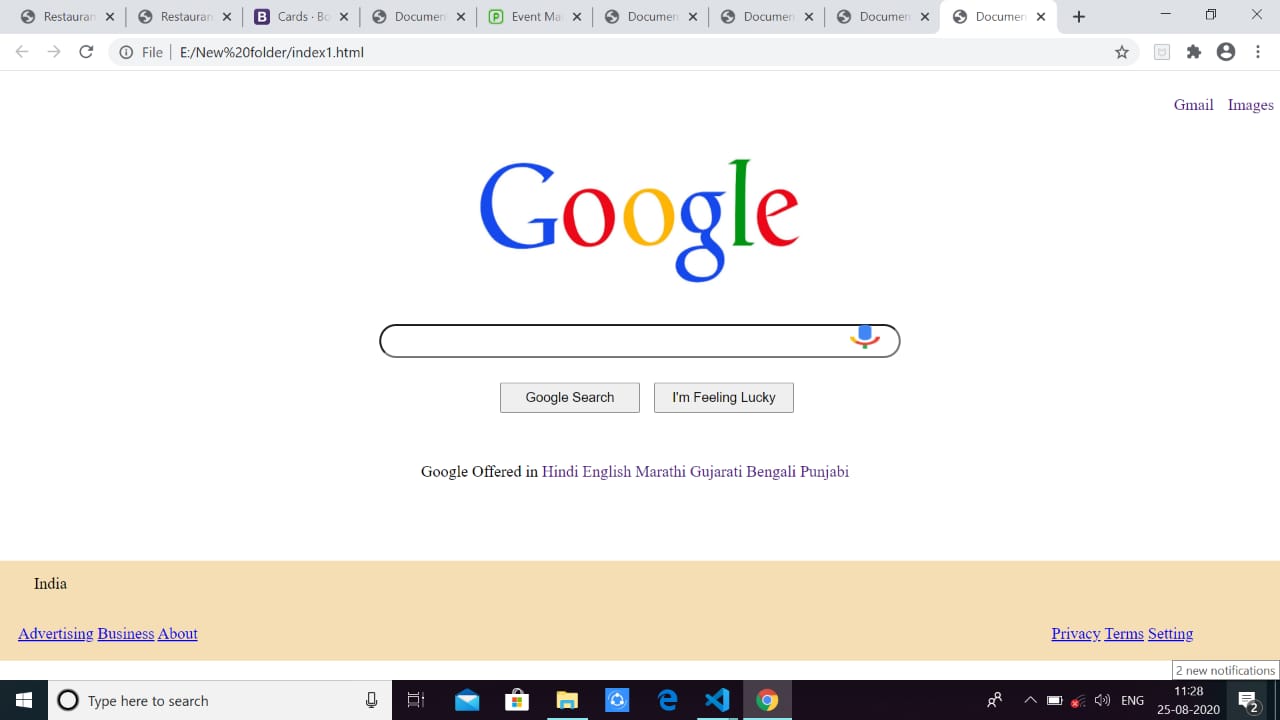 Restauran Restauran Cards · Bo Documen Event Ma Documen Documen Documen Documen
File E:/New%20folder/index1.html
Gmail Images
Google
Google Search I'm Feeling Lucky
Google Offered in Hindi English Marathi Gujarati Bengali Punjabi
India
Advertising Business About Privacy Terms Setting
2 new notifications
Type here to search ENG 11:28
25-08-2020 2